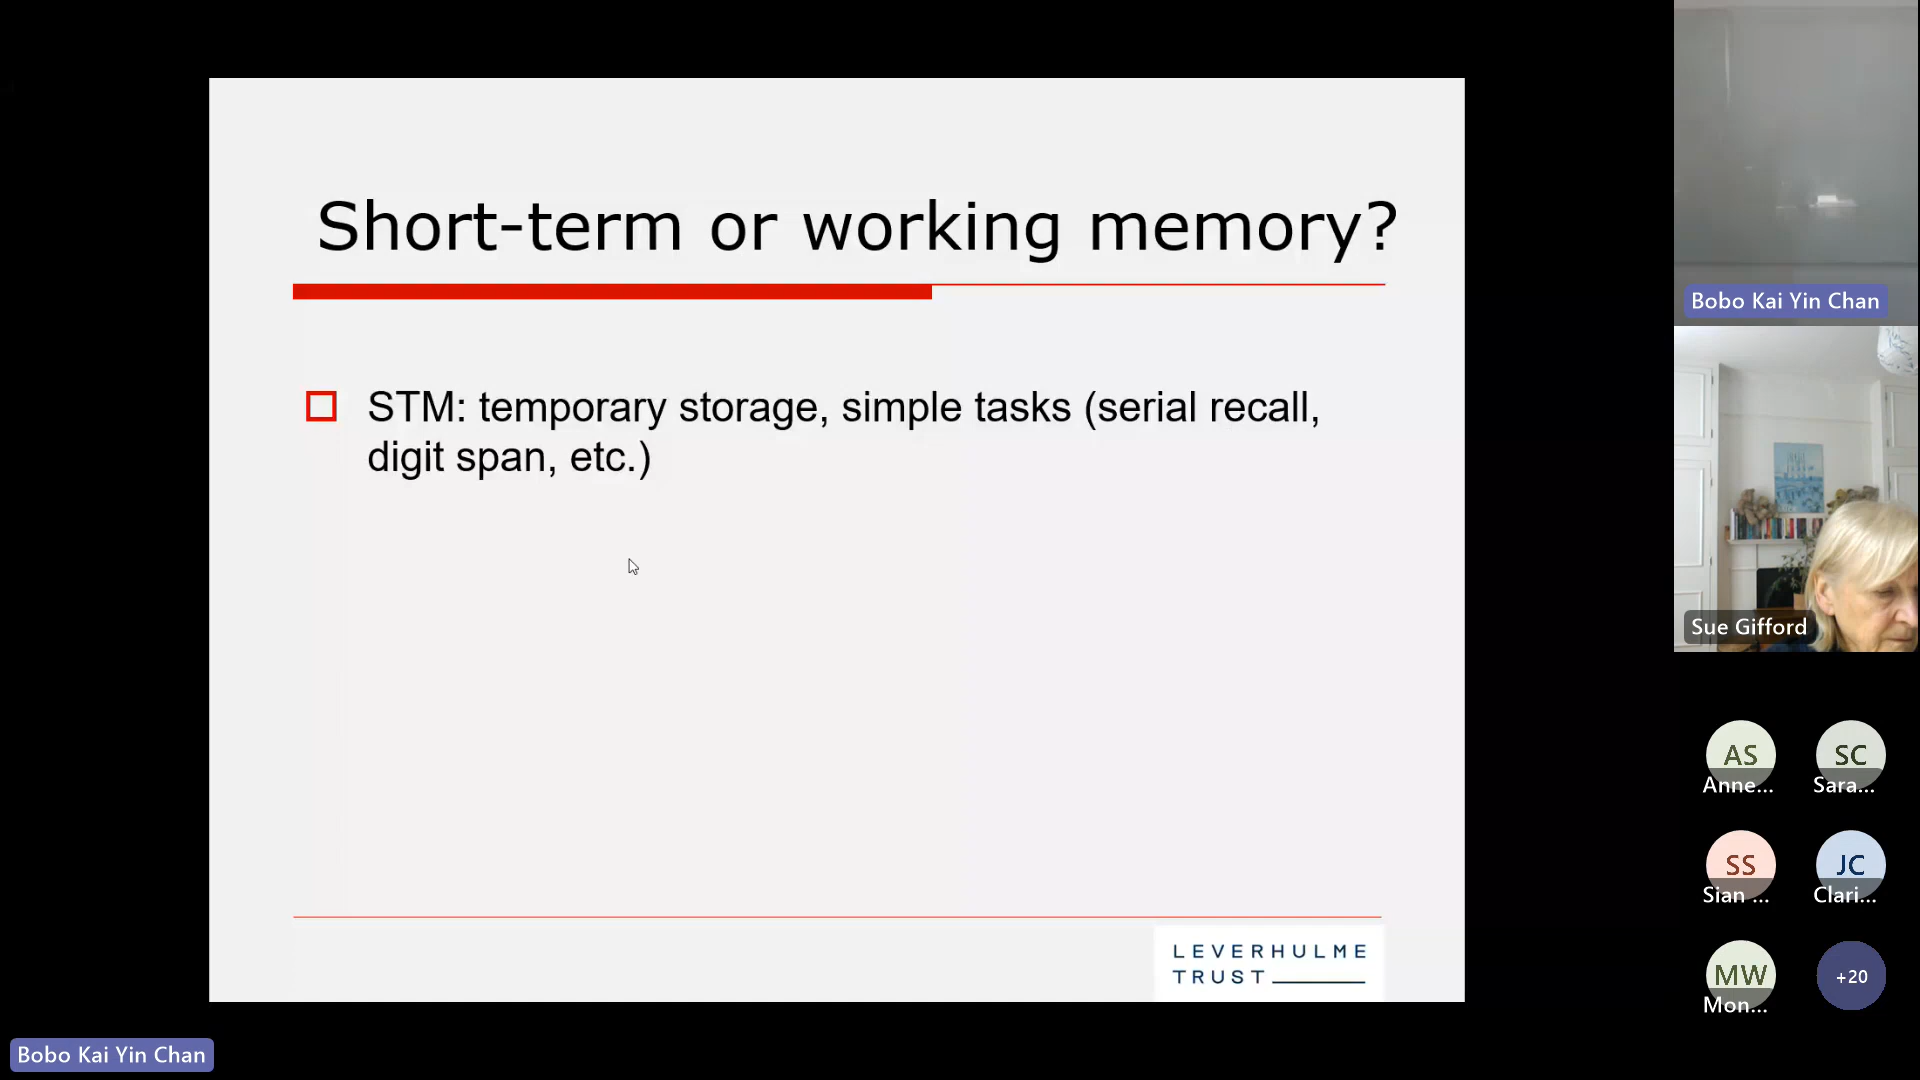 Short-term or working memory?
STM: temporary storage, simple tasks (serial recall,
digit span, etc.)
LEVERHULME
TRUST
Bobo Kai Yin Chan
Sue Gifford
AS
Anne...
SC
Sara...
SS
Sian ...
JC
Clari...
MW
Mon...
+20
Bobo Kai Yin Chan